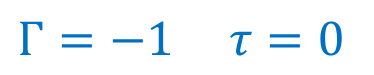 Γ = −1 τ = 0